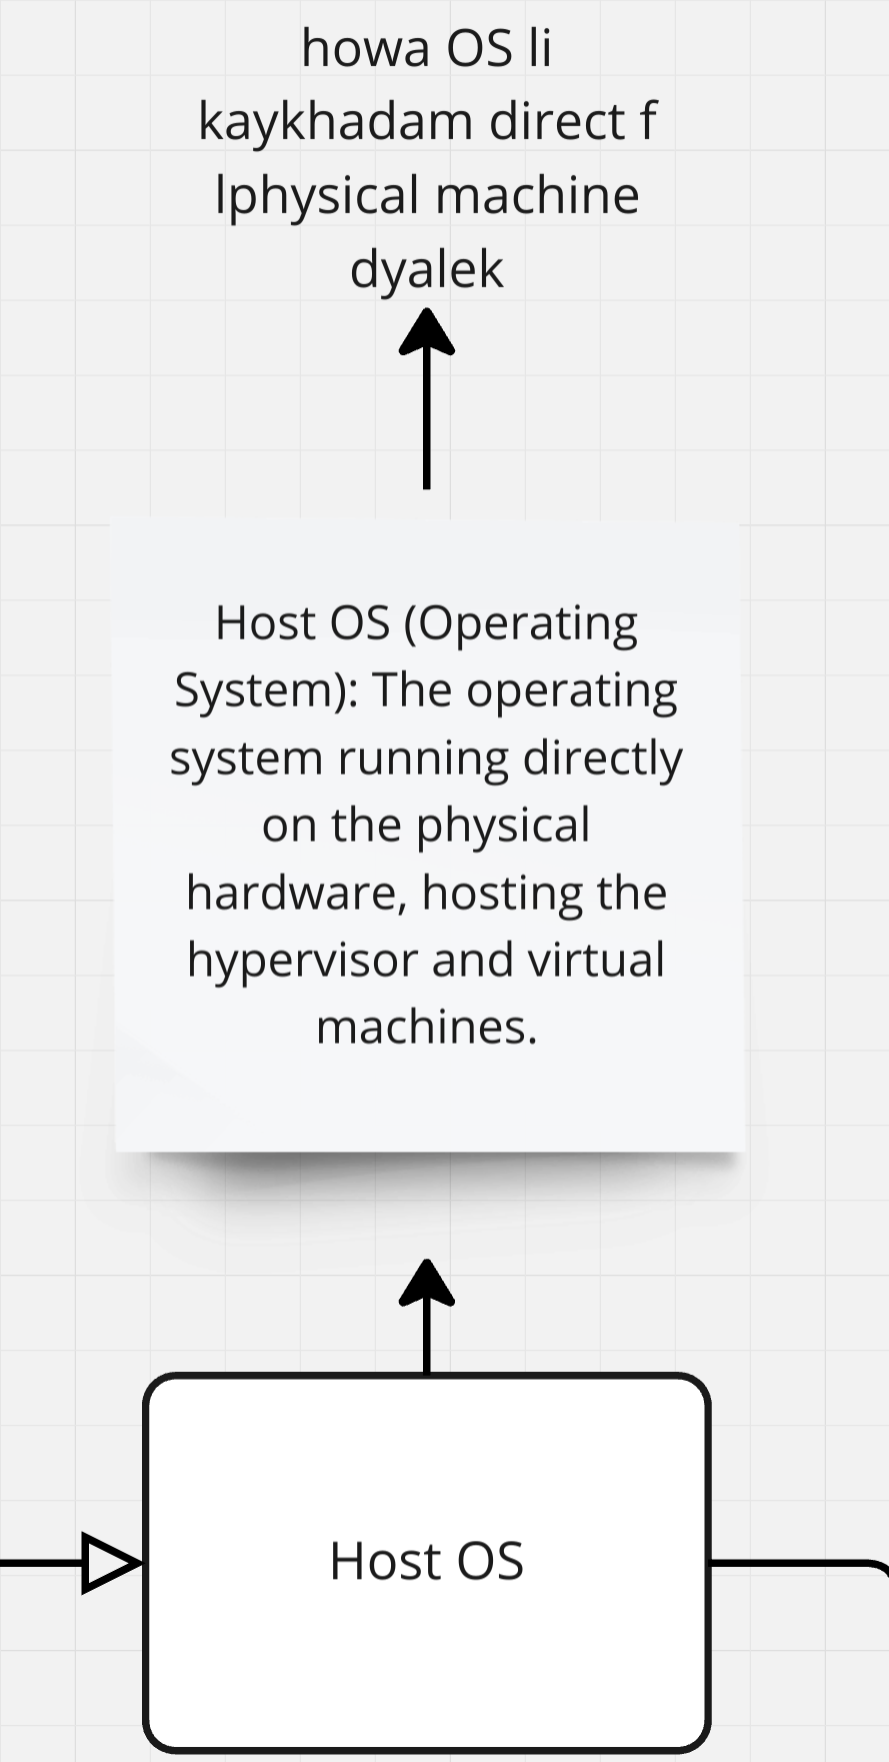 howa OS li
kaykhadam direct f
lphysical machine
dyalek
Host OS (Operating
System): The operating
system running directly
on the physical
hardware, hosting the
hypervisor and virtual
machines.
Host OS